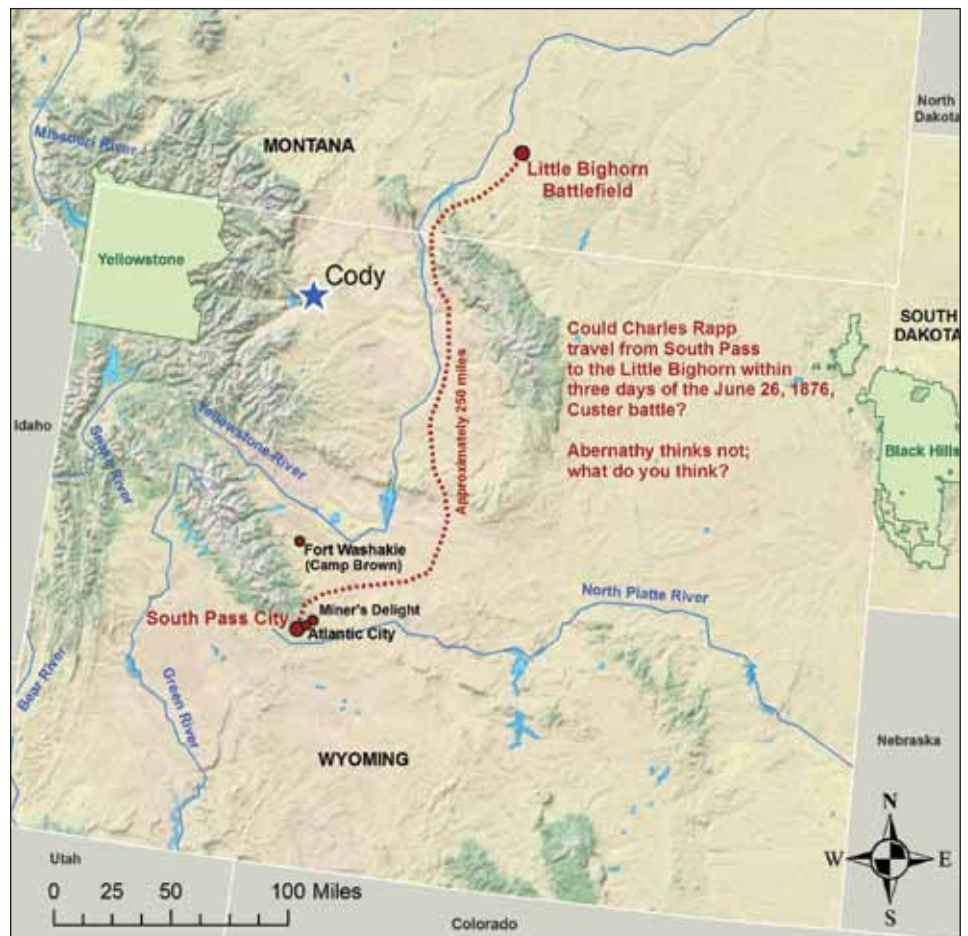 North
Dakota
Missouri River
MONTANA
Little Bighorn
Battlefield
Yellowstone
Cody
SOUTH
DAKOTA
Could Charles Rapp
travel from South Pass
to the Little Bighorn within
three days of the June 26, 1876,
Custer battle?
Abernathy thinks not;
what do you think?
Approximately 250 miles
Idaho
Snake River
Yellowstone River
Black Hills
Fort Washakie
(Camp Brown)
Miner's Delight
South Pass City
Atlantic City
North Platte River
Bear River
Green River
WYOMING
Nebraska
N
W
E
S
Utah
0 25 50 100 Miles
Colorado